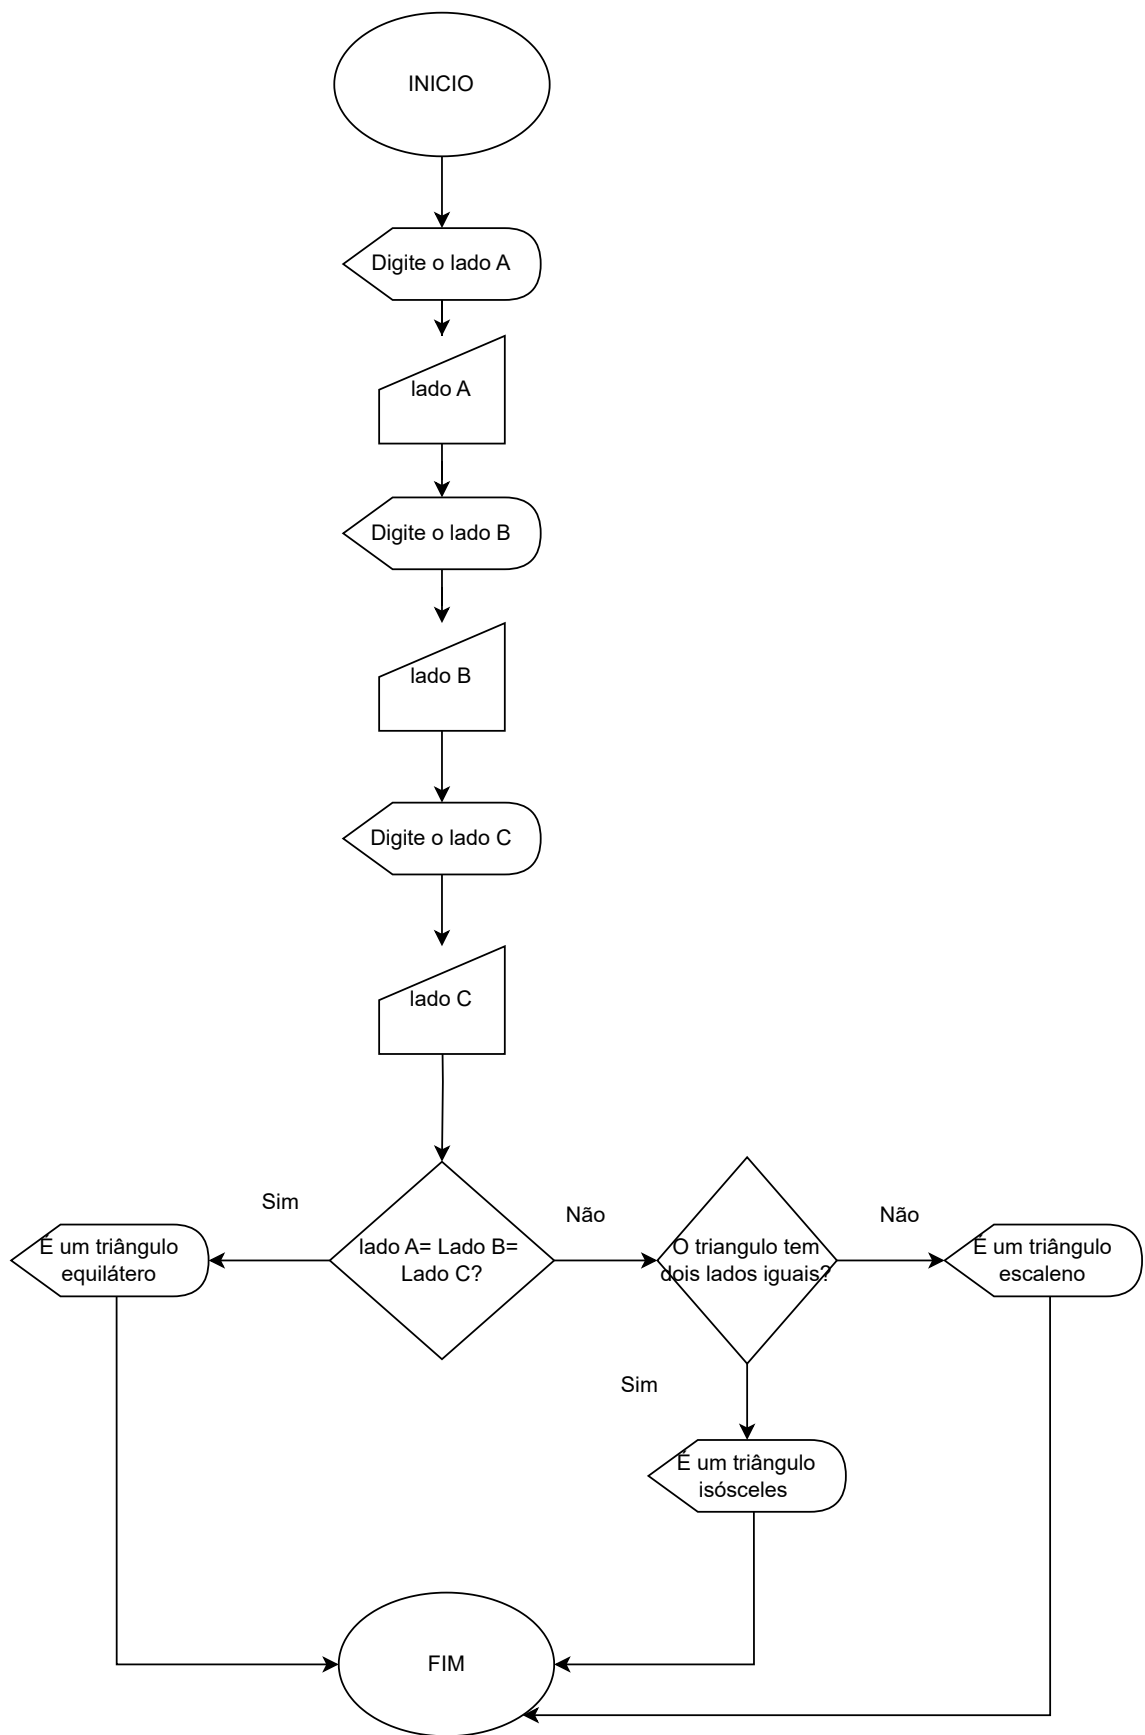 INICIO
Digite o lado A
lado A
Digite o lado B
lado B
Digite o lado C
lado C
Sim
Não
Não
É um triângulo
equilátero
lado A= Lado B=
Lado C?
O triangulo tem
dois lados iguais?
É um triângulo
escaleno
Sim
É um triângulo
isósceles
FIM